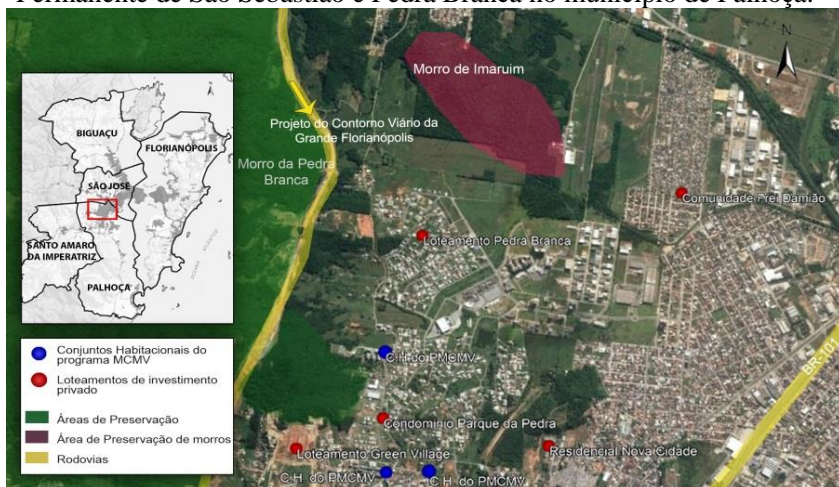 Permanente de São Sebastião e Pedra Branca no município de Palhoça.
N
Morro de Imaruim
Projeto do Contorno Viário da
Grande Florianópolis
Morro da Pedra
Branca
BIGUAÇU
FLORIANÓPOLIS
SÃO JOSÉ
SANTO AMARO
DA IMPERATRIZ
PALHOÇA
Comunidade Frei Damião
Loteamento Pedra Branca
C.H. do PMCMV
Condomínio Parque da Pedra
Loteamento Green Village
Residencial Nova Cidade
C.H. do PMCMV
C.H. do PMCMV
BR-101
Conjuntos Habitacionais do
programa MCMV
Loteamentos de investimento
privado
Áreas de Preservação
Área de Preservação de morros
Rodovias